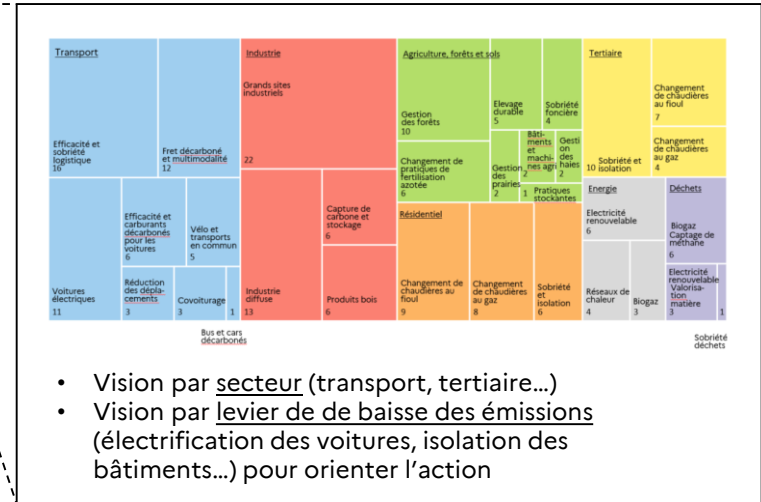 Transport
Efficacité et
sobriété
logistique
16
Fret décarboné
et multimodalité
12
Voitures
électriques
11
Efficacité et
carburants
décarbonés
pour les
voitures
6
Vélo et
transports
en commun
5
Réduction
des dépla-
cements
3
Covoiturage
3
1
Bus et cars
décarbonés
Industrie
Grands sites
industriels
22
Industrie
diffuse
13
Capture de
carbone et
stockage
6
Produits bois
6
Agriculture, forêts et sols
Gestion
des forêts
10
Elevage
durable
5
Sobriété
foncière
4
Changement de
pratiques de
fertilisation
azotée
6
Gestion
des
prairies
2
Bâti-
ments
et
machi-
nes agri
2
Gesti
on
des
haies
2
1 Pratiques
stockantes
Résidentiel
Changement de
chaudières au
fioul
9
Changement
de chaudières
au gaz
8
Sobriété
et
isolation
6
Tertiaire
Sobriété et
10 isolation
Changement
de chaudières
au fioul
7
Changement
de chaudières
au gaz
4
Energie
Electricité
renouvelable
6
Réseaux de
chaleur
4
Biogaz
3
Déchets
Biogaz
Captage de
méthane
6
Electricité
renouvelable
Valorisa-
tion
matière
3
1
Sobriété
déchets
• Vision par secteur (transport, tertiaire…)
• Vision par levier de de baisse des émissions
(électrification des voitures, isolation des
bâtiments…) pour orienter l’action